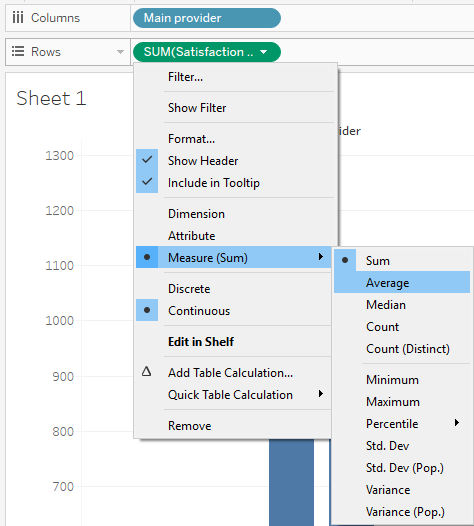 Columns
Main provider
Rows
SUM(Satisfaction ..
Sheet 1
ider
1300
1200
1100
1000
900
800
700
Filter...
Show Filter
Format...
Show Header
Include in Tooltip
Dimension
Attribute
Measure (Sum)
Discrete
Continuous
Edit in Shelf
Add Table Calculation...
Quick Table Calculation
Remove
Sum
Average
Median
Count
Count (Distinct)
Minimum
Maximum
Percentile
Std. Dev
Std. Dev (Pop.)
Variance
Variance (Pop.)